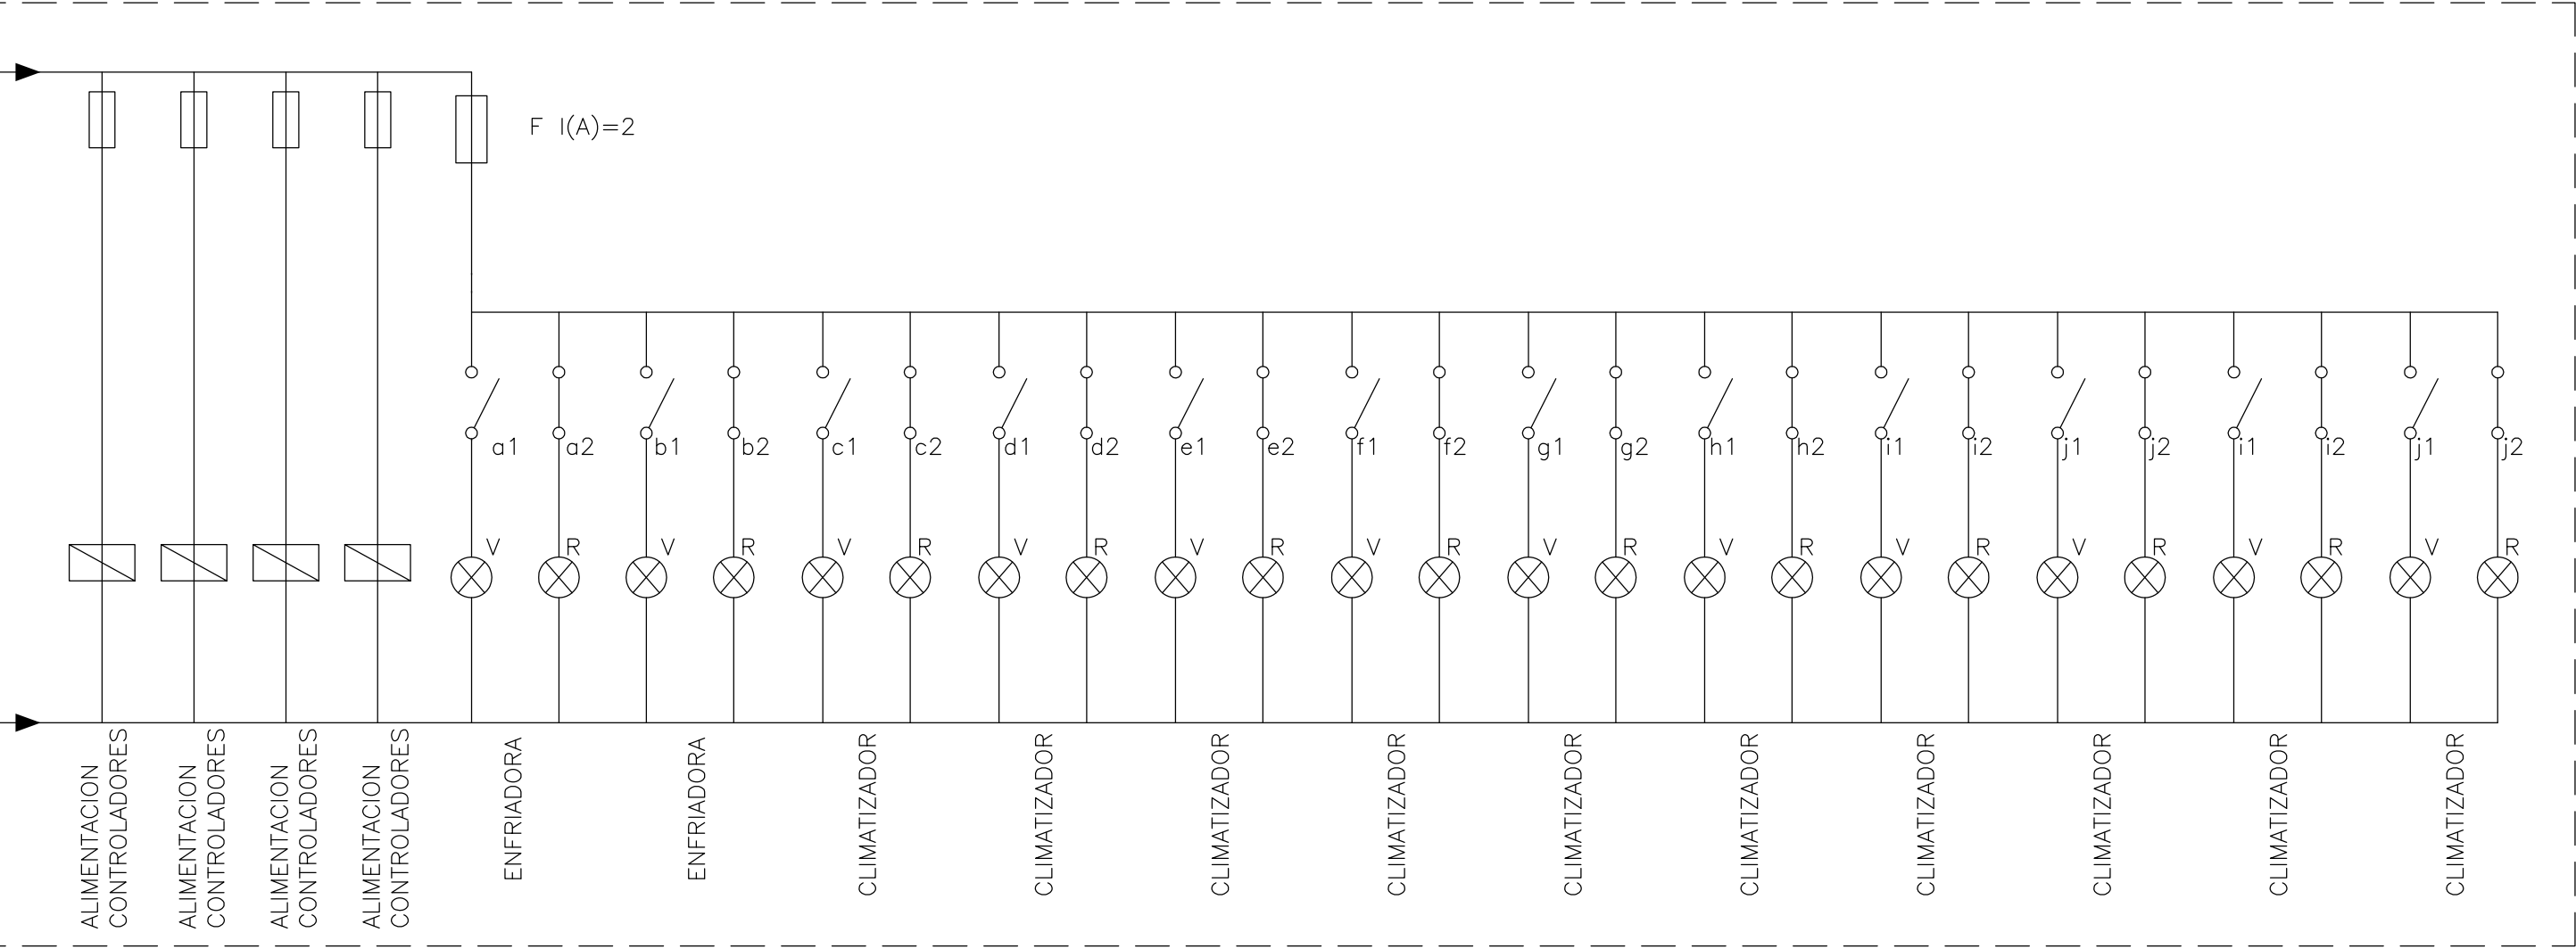 F I(A)=2
a1 a2 b1 b2 c1 c2 d1 d2 e1 e2 f1 f2 g1 g2 h1 h2 i1 i2 j1 j2 i1 i2 j1 j2
V R V R V R V R V R V R V R V R V R V R V R V R
ALIMENTACION
CONTROLADORES
ALIMENTACION
CONTROLADORES
ALIMENTACION
CONTROLADORES
ALIMENTACION
CONTROLADORES
ENFRIADORA
ENFRIADORA
CLIMATIZADOR
CLIMATIZADOR
CLIMATIZADOR
CLIMATIZADOR
CLIMATIZADOR
CLIMATIZADOR
CLIMATIZADOR
CLIMATIZADOR
CLIMATIZADOR
CLIMATIZADOR